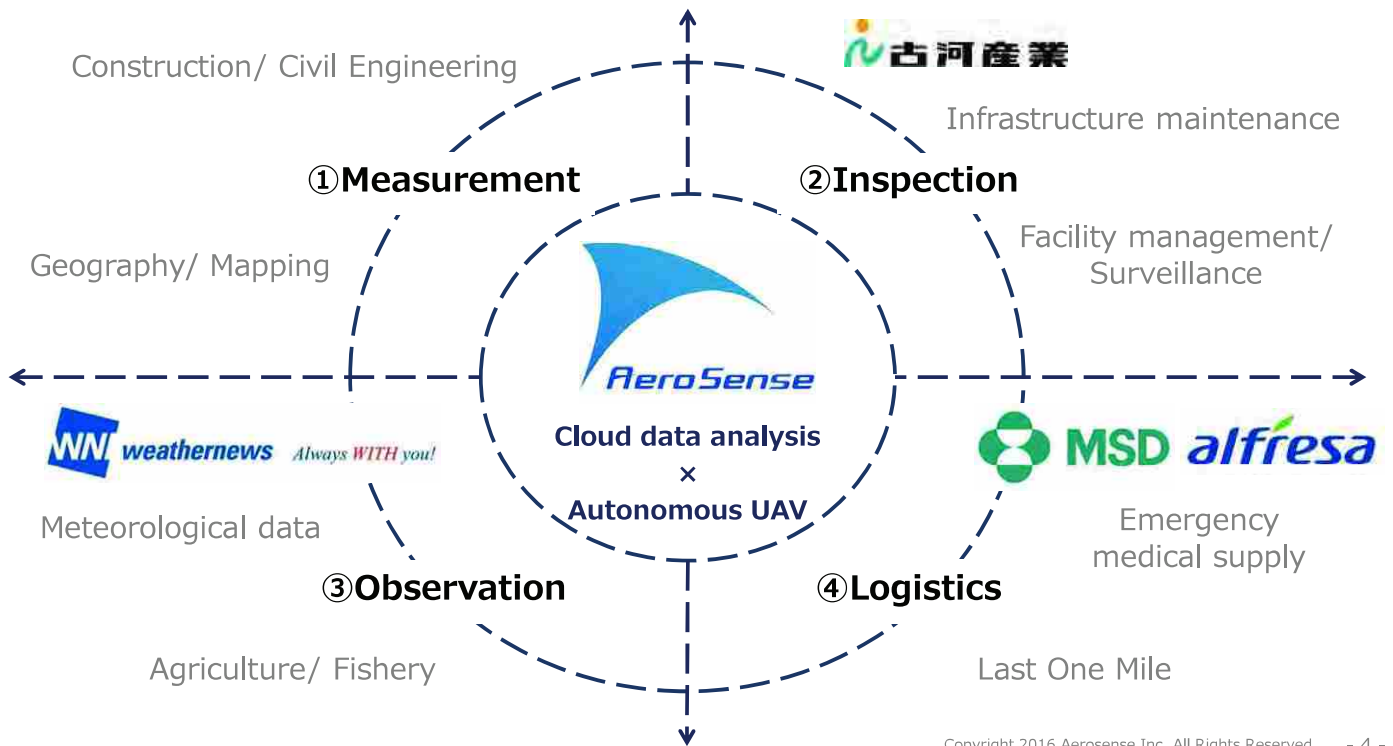 Construction/ Civil Engineering
古河産業
Infrastructure maintenance
①Measurement
②Inspection
Geography/ Mapping
Facility management/
Surveillance
AeroSense
Cloud data analysis
×
Autonomous UAV
WNI weathernews Always WITH you!
MSD alfresa
Meteorological data
Emergency
medical supply
③Observation
④Logistics
Agriculture/ Fishery
Last One Mile
Copyright 2016 Aerosense Inc. All Rights Reserved. - 4 -